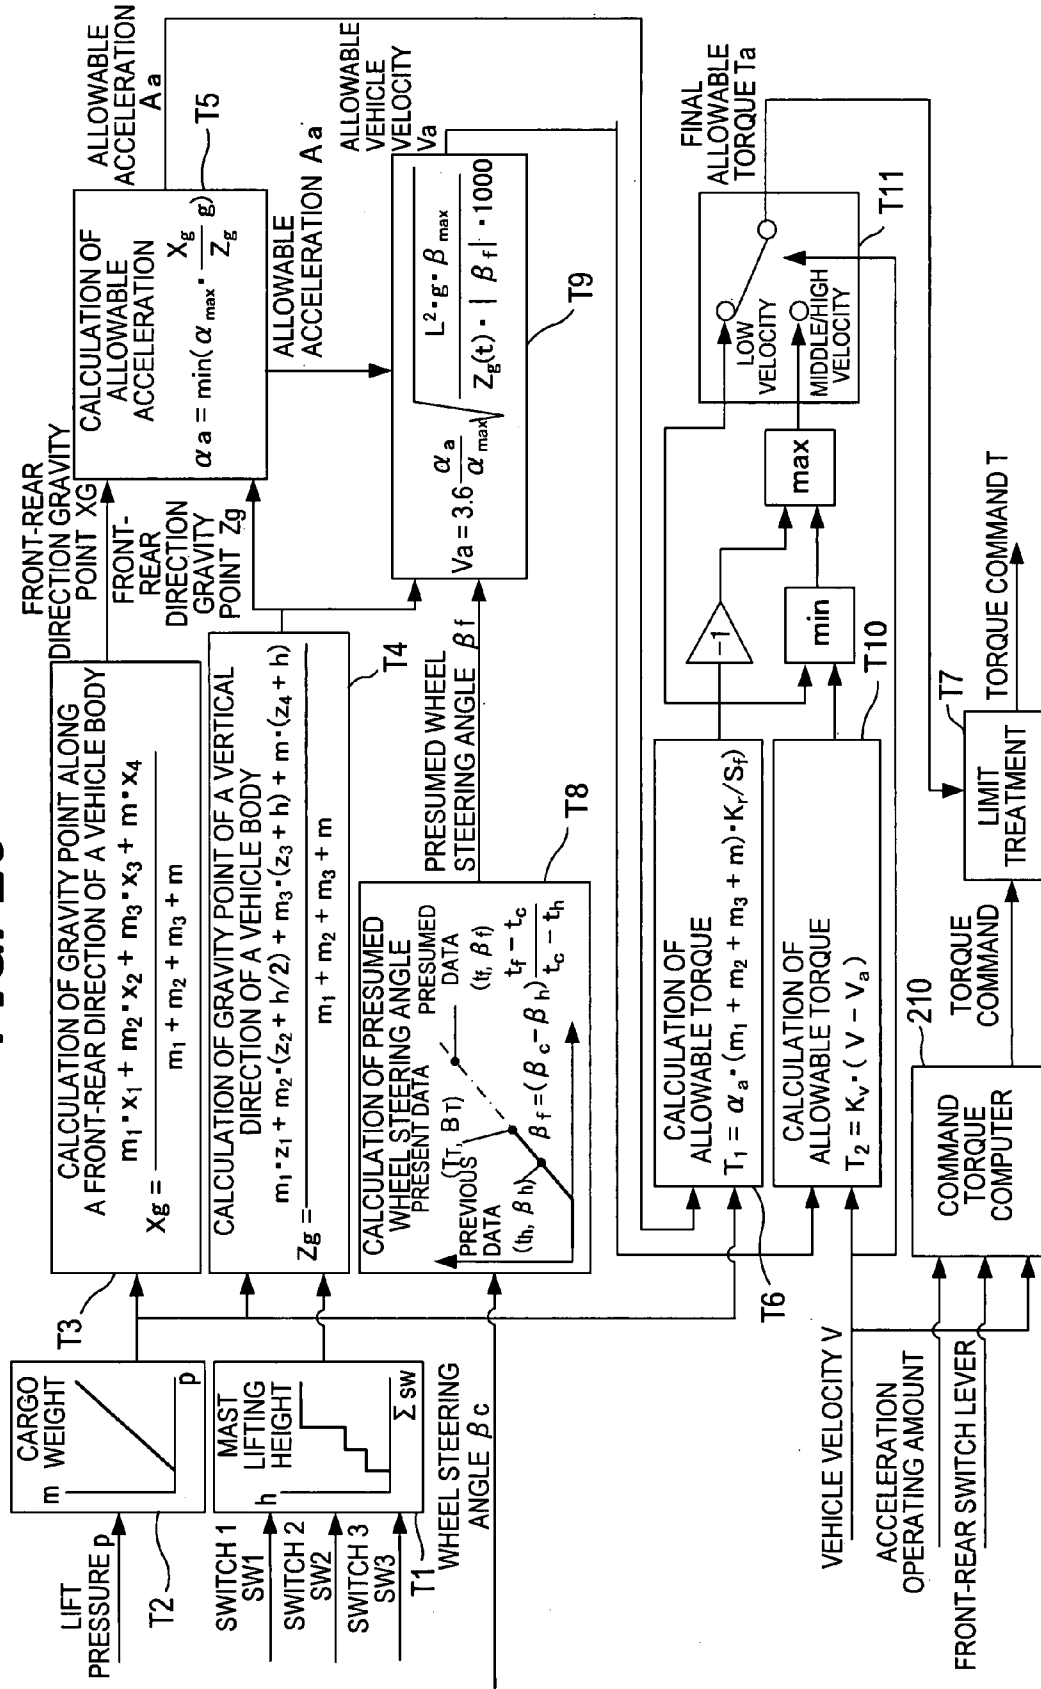 LIFT
PRESSURE p
CARGO
WEIGHT
m
p
T2
SWITCH 1
SW1
SWITCH 2
SW2
SWITCH 3
SW3
MAST
LIFTING
HEIGHT
h
Σ sw
T1
WHEEL STEERING
ANGLE βc
T3
CALCULATION OF GRAVITY POINT ALONG
A FRONT-REAR DIRECTION OF A VEHICLE BODY
Xg = m1・x1 + m2・x2 + m3・x3 + m・x4 / m1 + m2 + m3 + m
CALCULATION OF GRAVITY POINT OF A VERTICAL
DIRECTION OF A VEHICLE BODY
Zg = m1・z1 + m2・(z2 + h/2) + m3・(z3 + h) + m・(z4 + h) / m1 + m2 + m3 + m
T4
CALCULATION OF PRESUMED
WHEEL STEERING ANGLE
PRESENT DATA
(TT, BT)
PRESUMED
DATA
(tf, βf)
PREVIOUS
DATA
(th, βh)
βf = (βc − βh) tf − tc / tc − th
T8
PRESUMED WHEEL
STEERING ANGLE βf
FRONT-REAR
DIRECTION GRAVITY
POINT XG
FRONT-
REAR
DIRECTION
GRAVITY
POINT Zg
CALCULATION OF
ALLOWABLE
ACCELERATION
αa = min(αmax・Xg / Zg g)
T5
ALLOWABLE
ACCELERATION
Aa
ALLOWABLE
ACCELERATION Aa
Va = 3.6 αa / αmax √ L²・g・βmax / Zg(t)・|βf|・1000
T9
ALLOWABLE
VEHICLE
VELOCITY
Va
CALCULATION OF
ALLOWABLE TORQUE
T1 = αa・(m1 + m2 + m3 + m)・Kr/Sf)
T6
CALCULATION OF
ALLOWABLE TORQUE
T2 = Kv・( V − Va)
T10
-1
min
max
LOW
VELOCITY
MIDDLE/HIGH
VELOCITY
T11
FINAL
ALLOWABLE
TORQUE Ta
VEHICLE VELOCITY V
ACCELERATION
OPERATING AMOUNT
FRONT-REAR SWITCH LEVER
COMMAND
TORQUE
COMPUTER
210
TORQUE
COMMAND
LIMIT
TREATMENT
T7
TORQUE COMMAND T